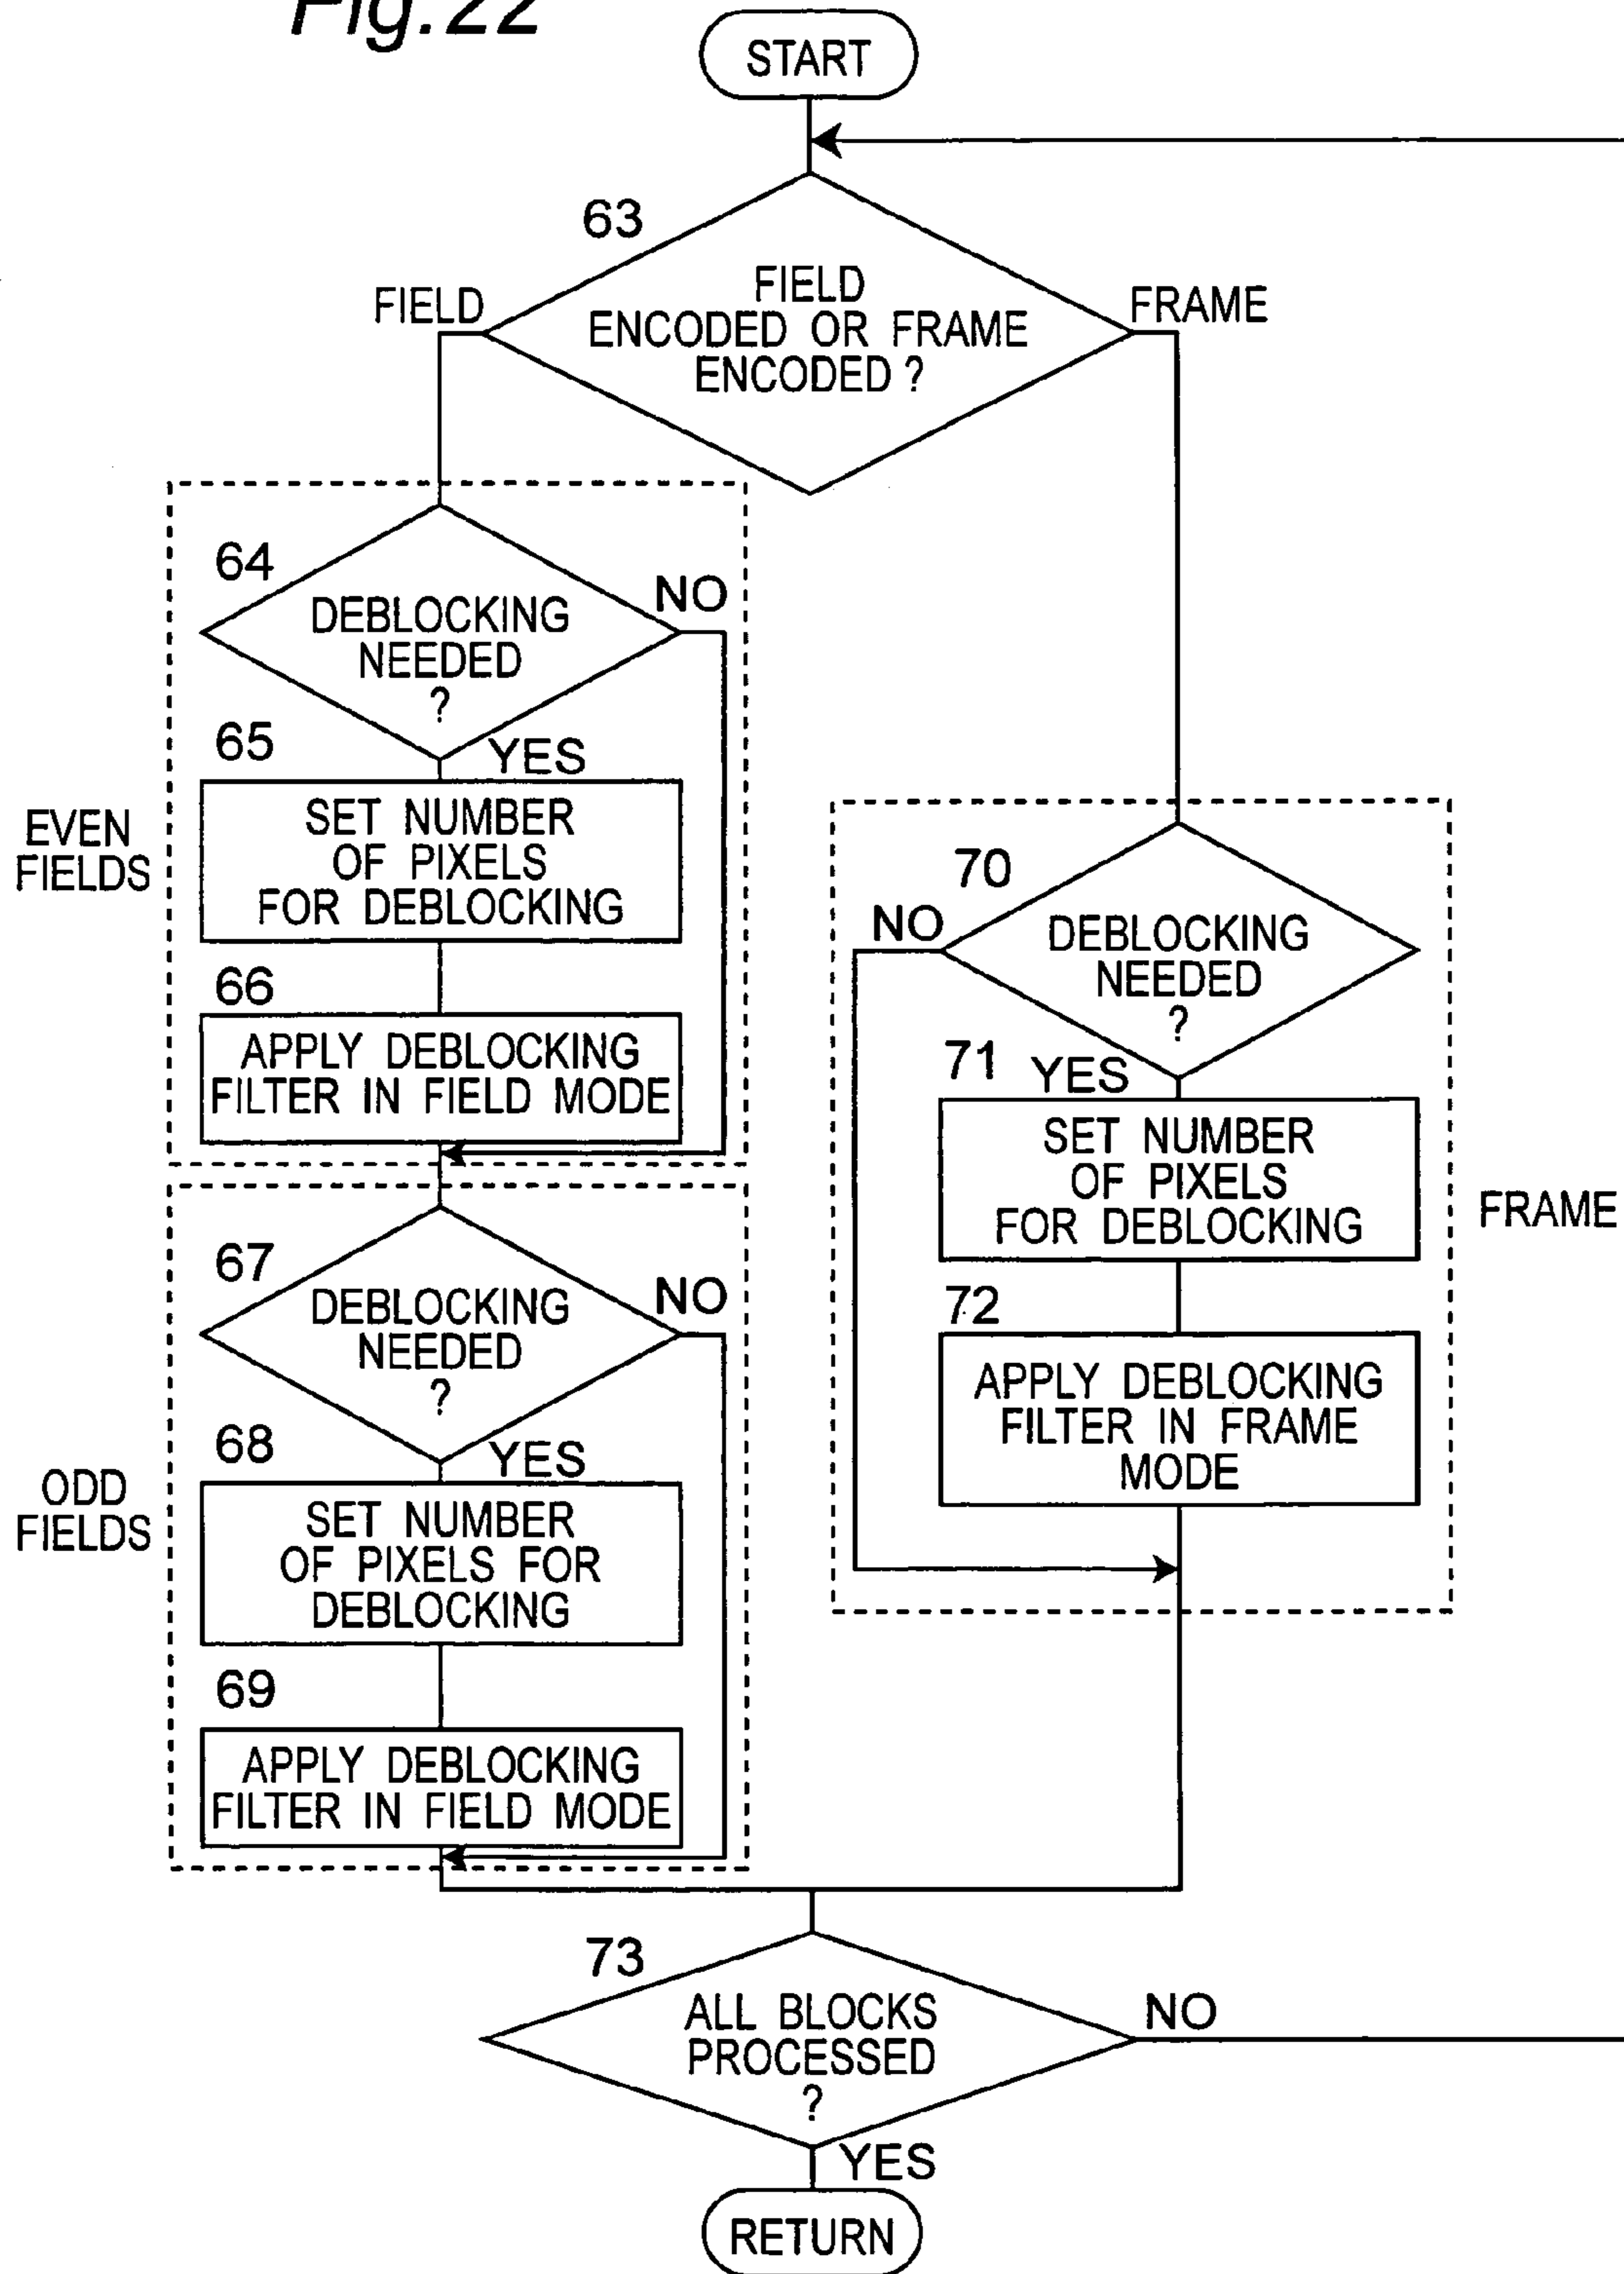 Fig.22
START
63
FIELD
ENCODED OR FRAME
ENCODED ?
FIELD
FRAME
64
DEBLOCKING
NEEDED
?
NO
YES
65
SET NUMBER
OF PIXELS
FOR DEBLOCKING
EVEN
FIELDS
66
APPLY DEBLOCKING
FILTER IN FIELD MODE
67
DEBLOCKING
NEEDED
?
NO
YES
68
SET NUMBER
OF PIXELS FOR
DEBLOCKING
ODD
FIELDS
69
APPLY DEBLOCKING
FILTER IN FIELD MODE
70
DEBLOCKING
NEEDED
?
NO
YES
71
SET NUMBER
OF PIXELS
FOR DEBLOCKING
FRAME
72
APPLY DEBLOCKING
FILTER IN FRAME
MODE
73
ALL BLOCKS
PROCESSED
?
NO
YES
RETURN